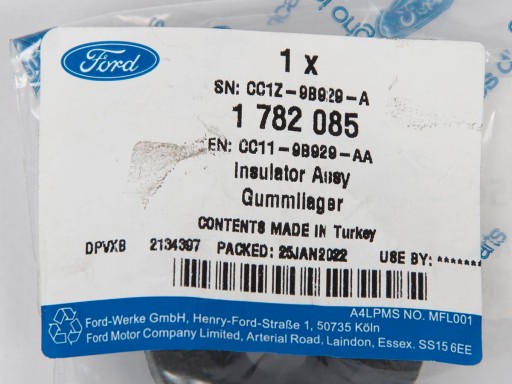 Ford
1 x
SN: CC1Z-9B929-A
1 782 085
EN: CC11-9B929-AA
Insulator Assy
Gummilager
CONTENTS MADE IN Turkey
DPVXB 2134397 PACKED: 25JAN2022 USE BY: *******
A4LPMS NO. MFL001
Ford-Werke GmbH, Henry-Ford-Straße 1, 50735 Köln
Ford Motor Company Limited, Arterial Road, Laindon, Essex. SS15 6EE